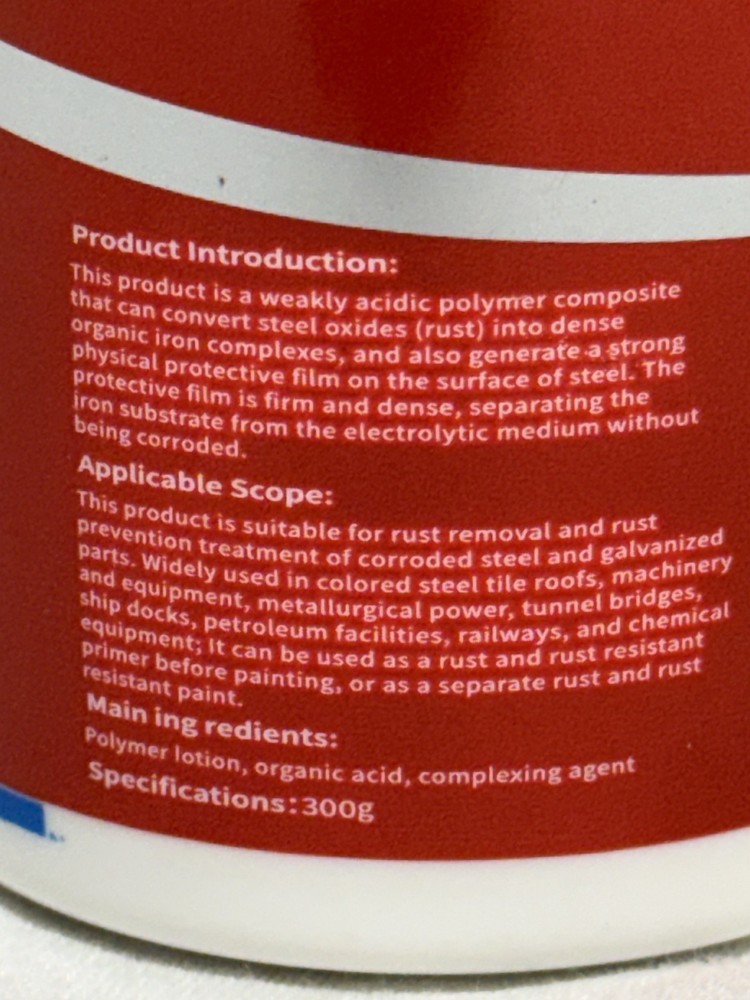 Product Introduction:
This product is a weakly acidic polymer composite
that can convert steel oxides (rust) into dense
organic iron complexes, and also generate a strong
physical protective film on the surface of steel. The
protective film is firm and dense, separating the
iron substrate from the electrolytic medium without
being corroded.
Applicable Scope:
This product is suitable for rust removal and rust
prevention treatment of corroded steel and galvanized
parts. Widely used in colored steel tile roofs, machinery
and equipment, metallurgical power, tunnel bridges,
ship docks, petroleum facilities, railways, and chemical
equipment; It can be used as a rust and rust resistant
primer before painting, or as a separate rust and rust
resistant paint.
Main ing redients:
Polymer lotion, organic acid, complexing agent
Specifications:300g